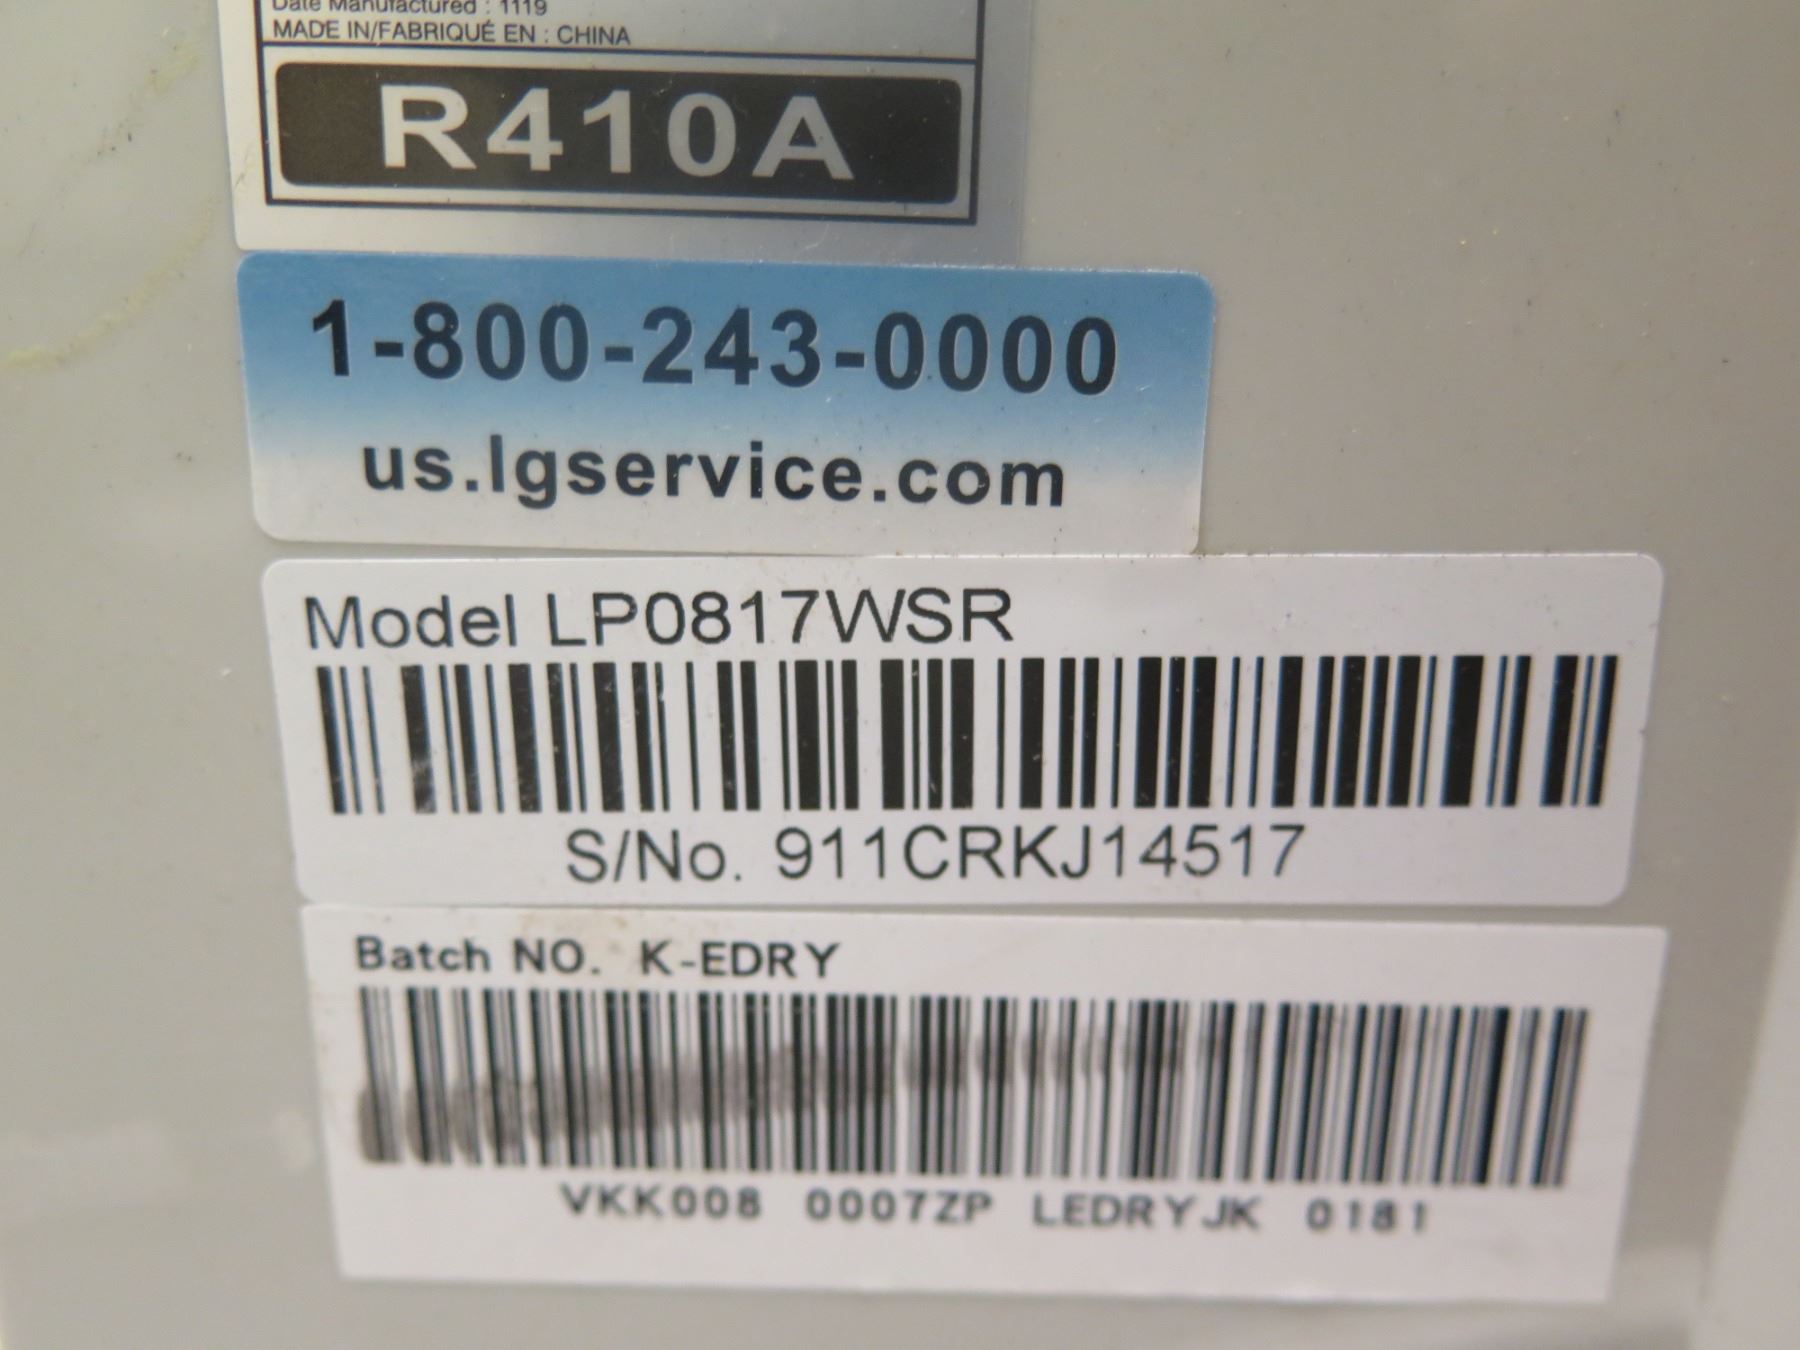 Date Manufactured : 1119
MADE IN/FABRIQUÉ EN : CHINA
R410A
1-800-243-0000
us.lgservice.com
Model LP0817WSR
S/No. 911CRKJ14517
Batch NO. K-EDRY
VKK008 0007ZP LEDRYJK 0181